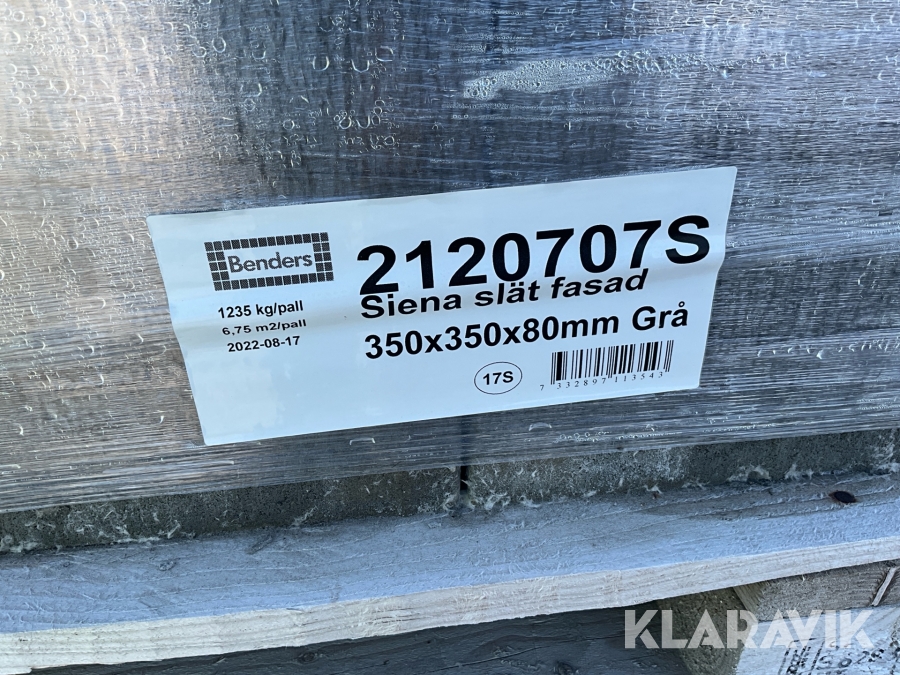 Benders
2120707S
Siena slät fasad
1235 kg/pall
6,75 m2/pall
2022-08-17
350x350x80mm Grå
17S
7 332897 113543
KLARAVIK